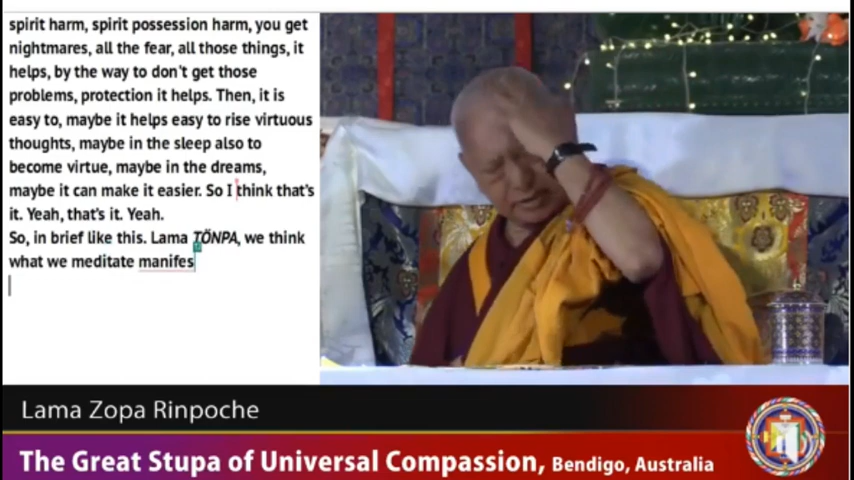 spirit harm, spirit possession harm, you get
nightmares, all the fear, all those things, it
helps, by the way to don't get those
problems, protection it helps. Then, it is
easy to, maybe it helps easy to rise virtuous
thoughts, maybe in the sleep also to
become virtue, maybe in the dreams,
maybe it can make it easier. So I think that's
it. Yeah, that's it. Yeah.
So, in brief like this. Lama TÖNPA, we think
what we meditate manifes
Lama Zopa Rinpoche
The Great Stupa of Universal Compassion, Bendigo, Australia